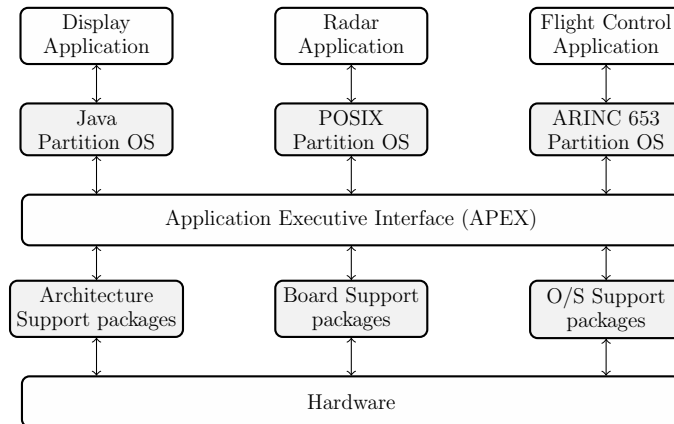 Display
Application
Radar
Application
Flight Control
Application
Java
Partition OS
POSIX
Partition OS
ARINC 653
Partition OS
Application Executive Interface (APEX)
Architecture
Support packages
Board Support
packages
O/S Support
packages
Hardware